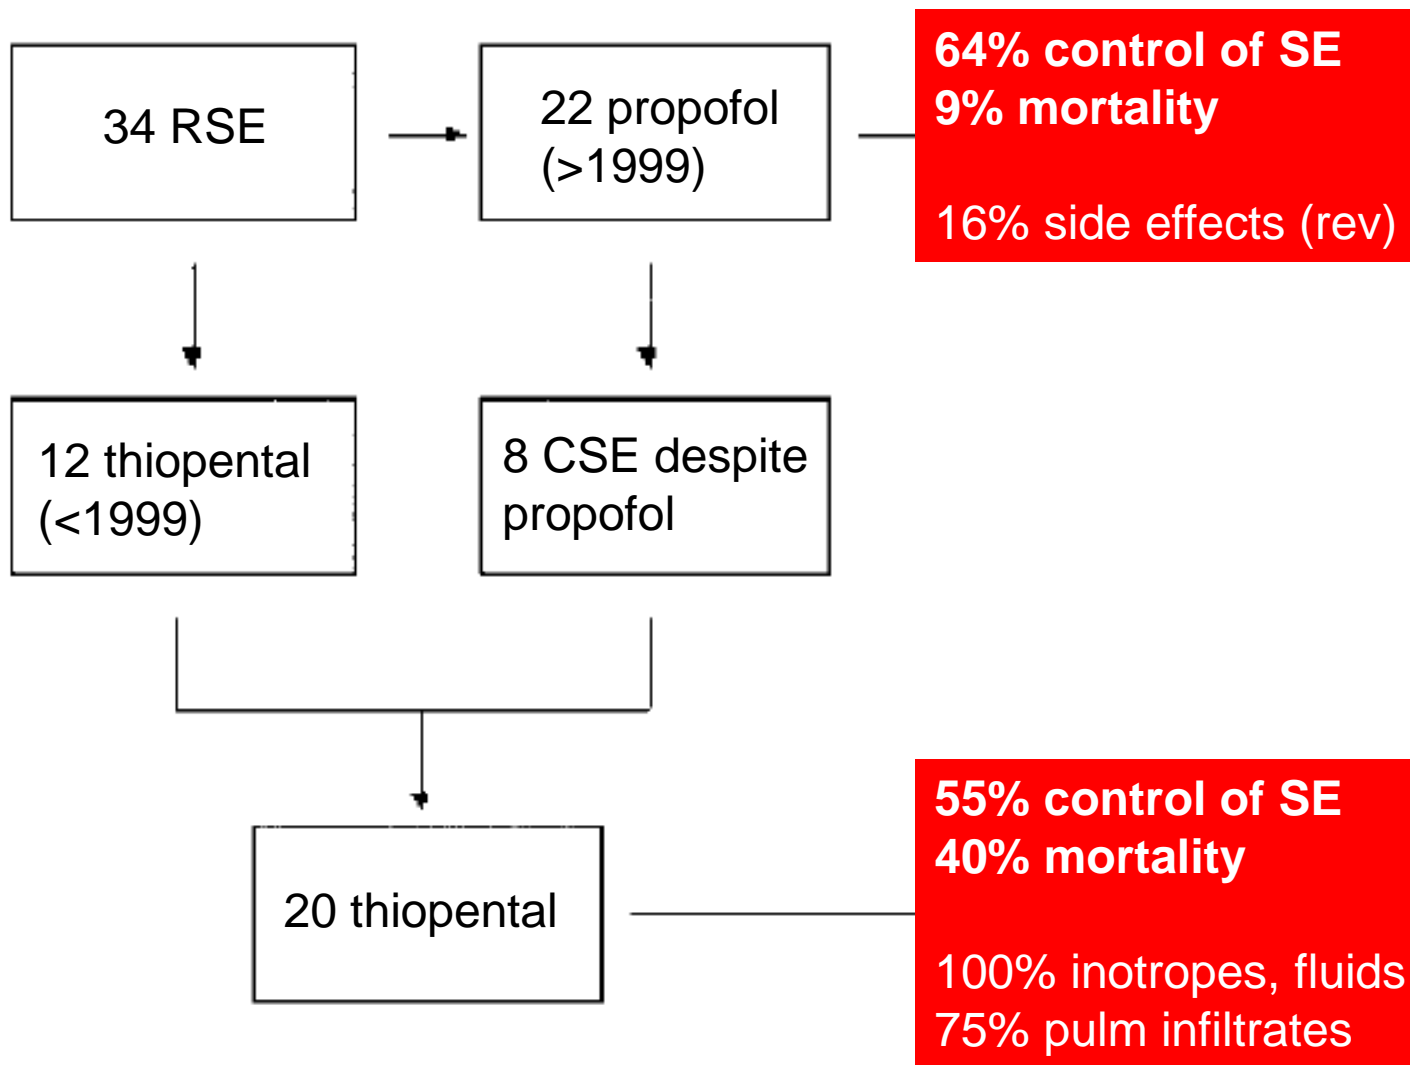 34 RSE
22 propofol
(>1999)
64% control of SE
9% mortality
16% side effects (rev)
12 thiopental
(<1999)
8 CSE despite
propofol
20 thiopental
55% control of SE
40% mortality
100% inotropes, fluids
75% pulm infiltrates